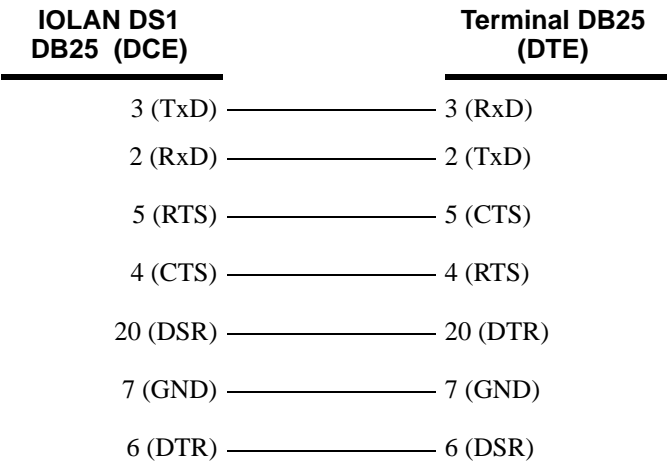 IOLAN DS1 Terminal DB25
DB25 (DCE) (DTE)
3 (TxD) 3 (RxD)
2 (RxD) 2 (TxD)
5 (RTS) 5 (CTS)
4 (CTS) 4 (RTS)
20 (DSR) 20 (DTR)
7 (GND) 7 (GND)
6 (DTR) 6 (DSR)